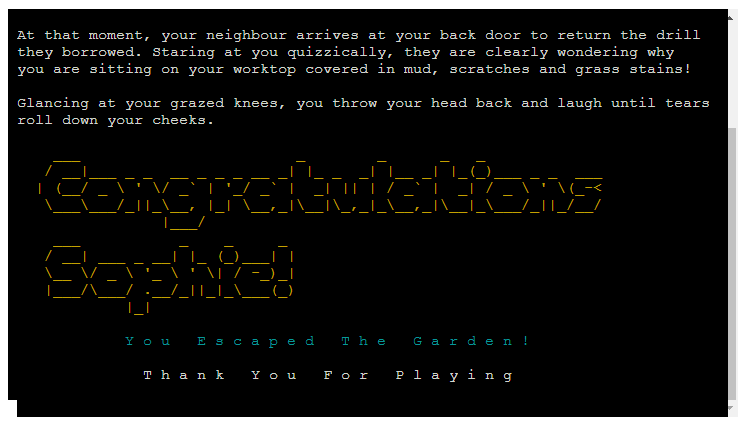 At that moment, your neighbour arrives at your back door to return the drill
they borrowed. Staring at you quizzically, they are clearly wondering why
you are sitting on your worktop covered in mud, scratches and grass stains!
Glancing at your grazed knees, you throw your head back and laugh until tears
roll down your cheeks.
Congratulations
Sophie!
You Escaped The Garden!
Thank You For Playing